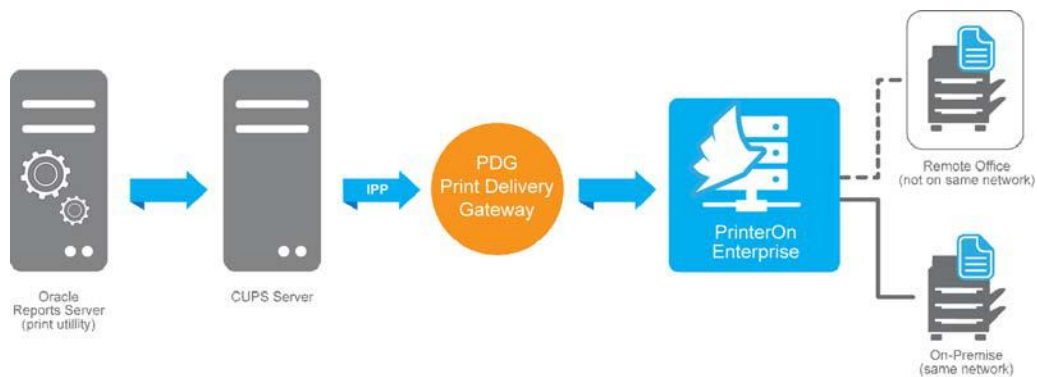 Oracle
Reports Server
(print utillity)
CUPS Server
IPP
PDG
Print Delivery
Gateway
PrinterOn
Enterprise
Remote Office
(not on same network)
On-Premise
(same network)